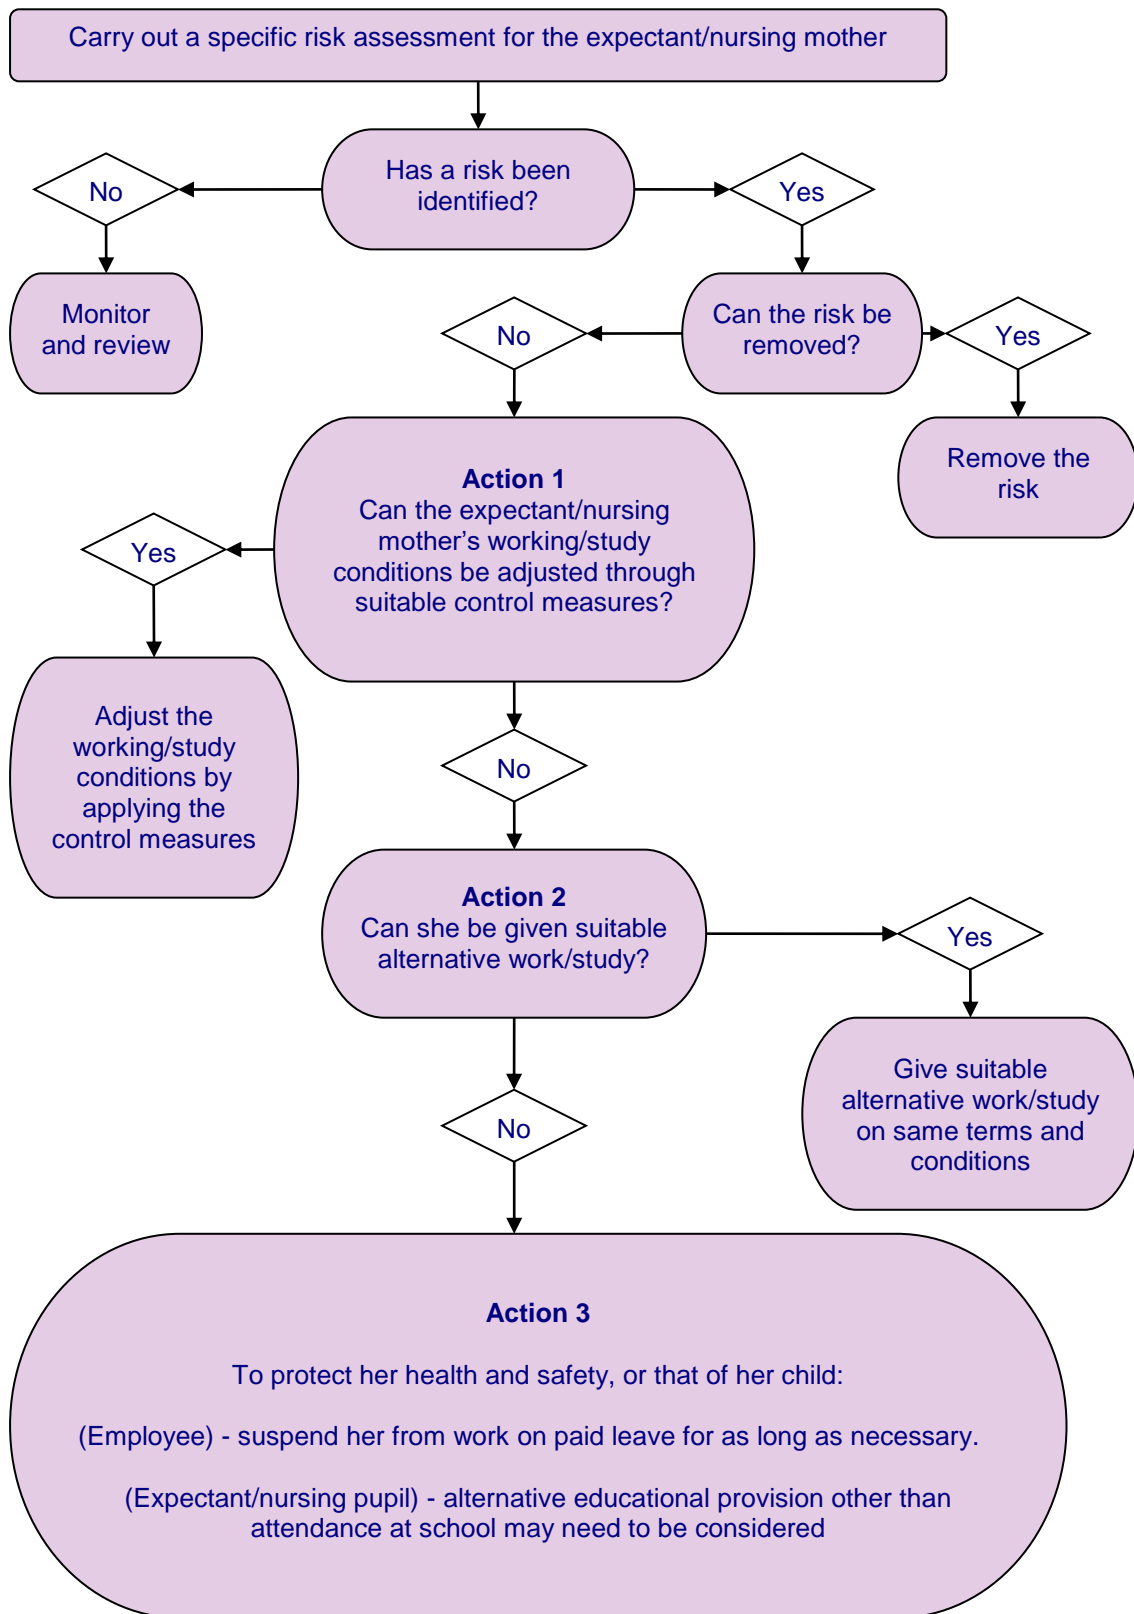 Carry out a specific risk assessment for the expectant/nursing mother
Has a risk been
identified?
No
Yes
Monitor
and review
No
Can the risk be
removed?
Yes
Remove the
risk
Action 1
Can the expectant/nursing
mother’s working/study
conditions be adjusted through
suitable control measures?
Yes
Adjust the
working/study
conditions by
applying the
control measures
No
Action 2
Can she be given suitable
alternative work/study?
Yes
Give suitable
alternative work/study
on same terms and
conditions
No
Action 3
To protect her health and safety, or that of her child:
(Employee) - suspend her from work on paid leave for as long as necessary.
(Expectant/nursing pupil) - alternative educational provision other than
attendance at school may need to be considered